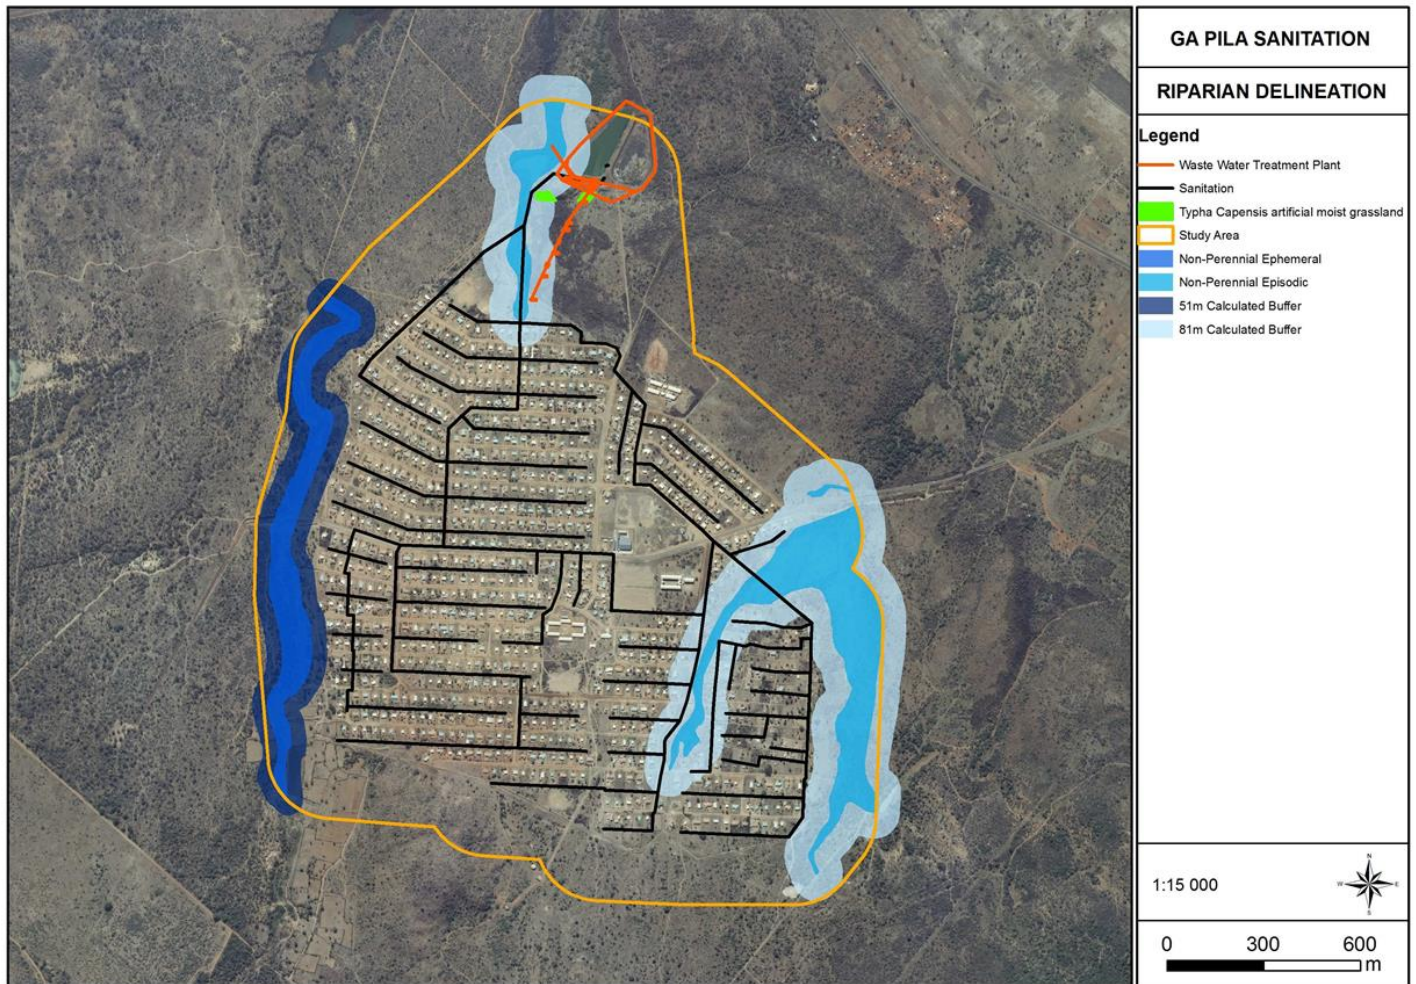 GA PILA SANITATION
RIPARIAN DELINEATION
Legend
Waste Water Treatment Plant
Sanitation
Typha Capensis artificial moist grassland
Study Area
Non-Perennial Ephemeral
Non-Perennial Episodic
51m Calculated Buffer
81m Calculated Buffer
1:15 000
N
W E
S
0 300 600
m